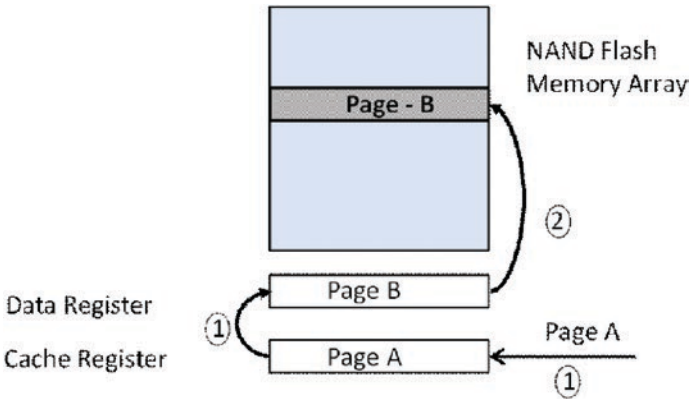 NAND Flash
Memory Array
Page - B
②
Page B
Data Register
①
Page A
Cache Register
Page A
①